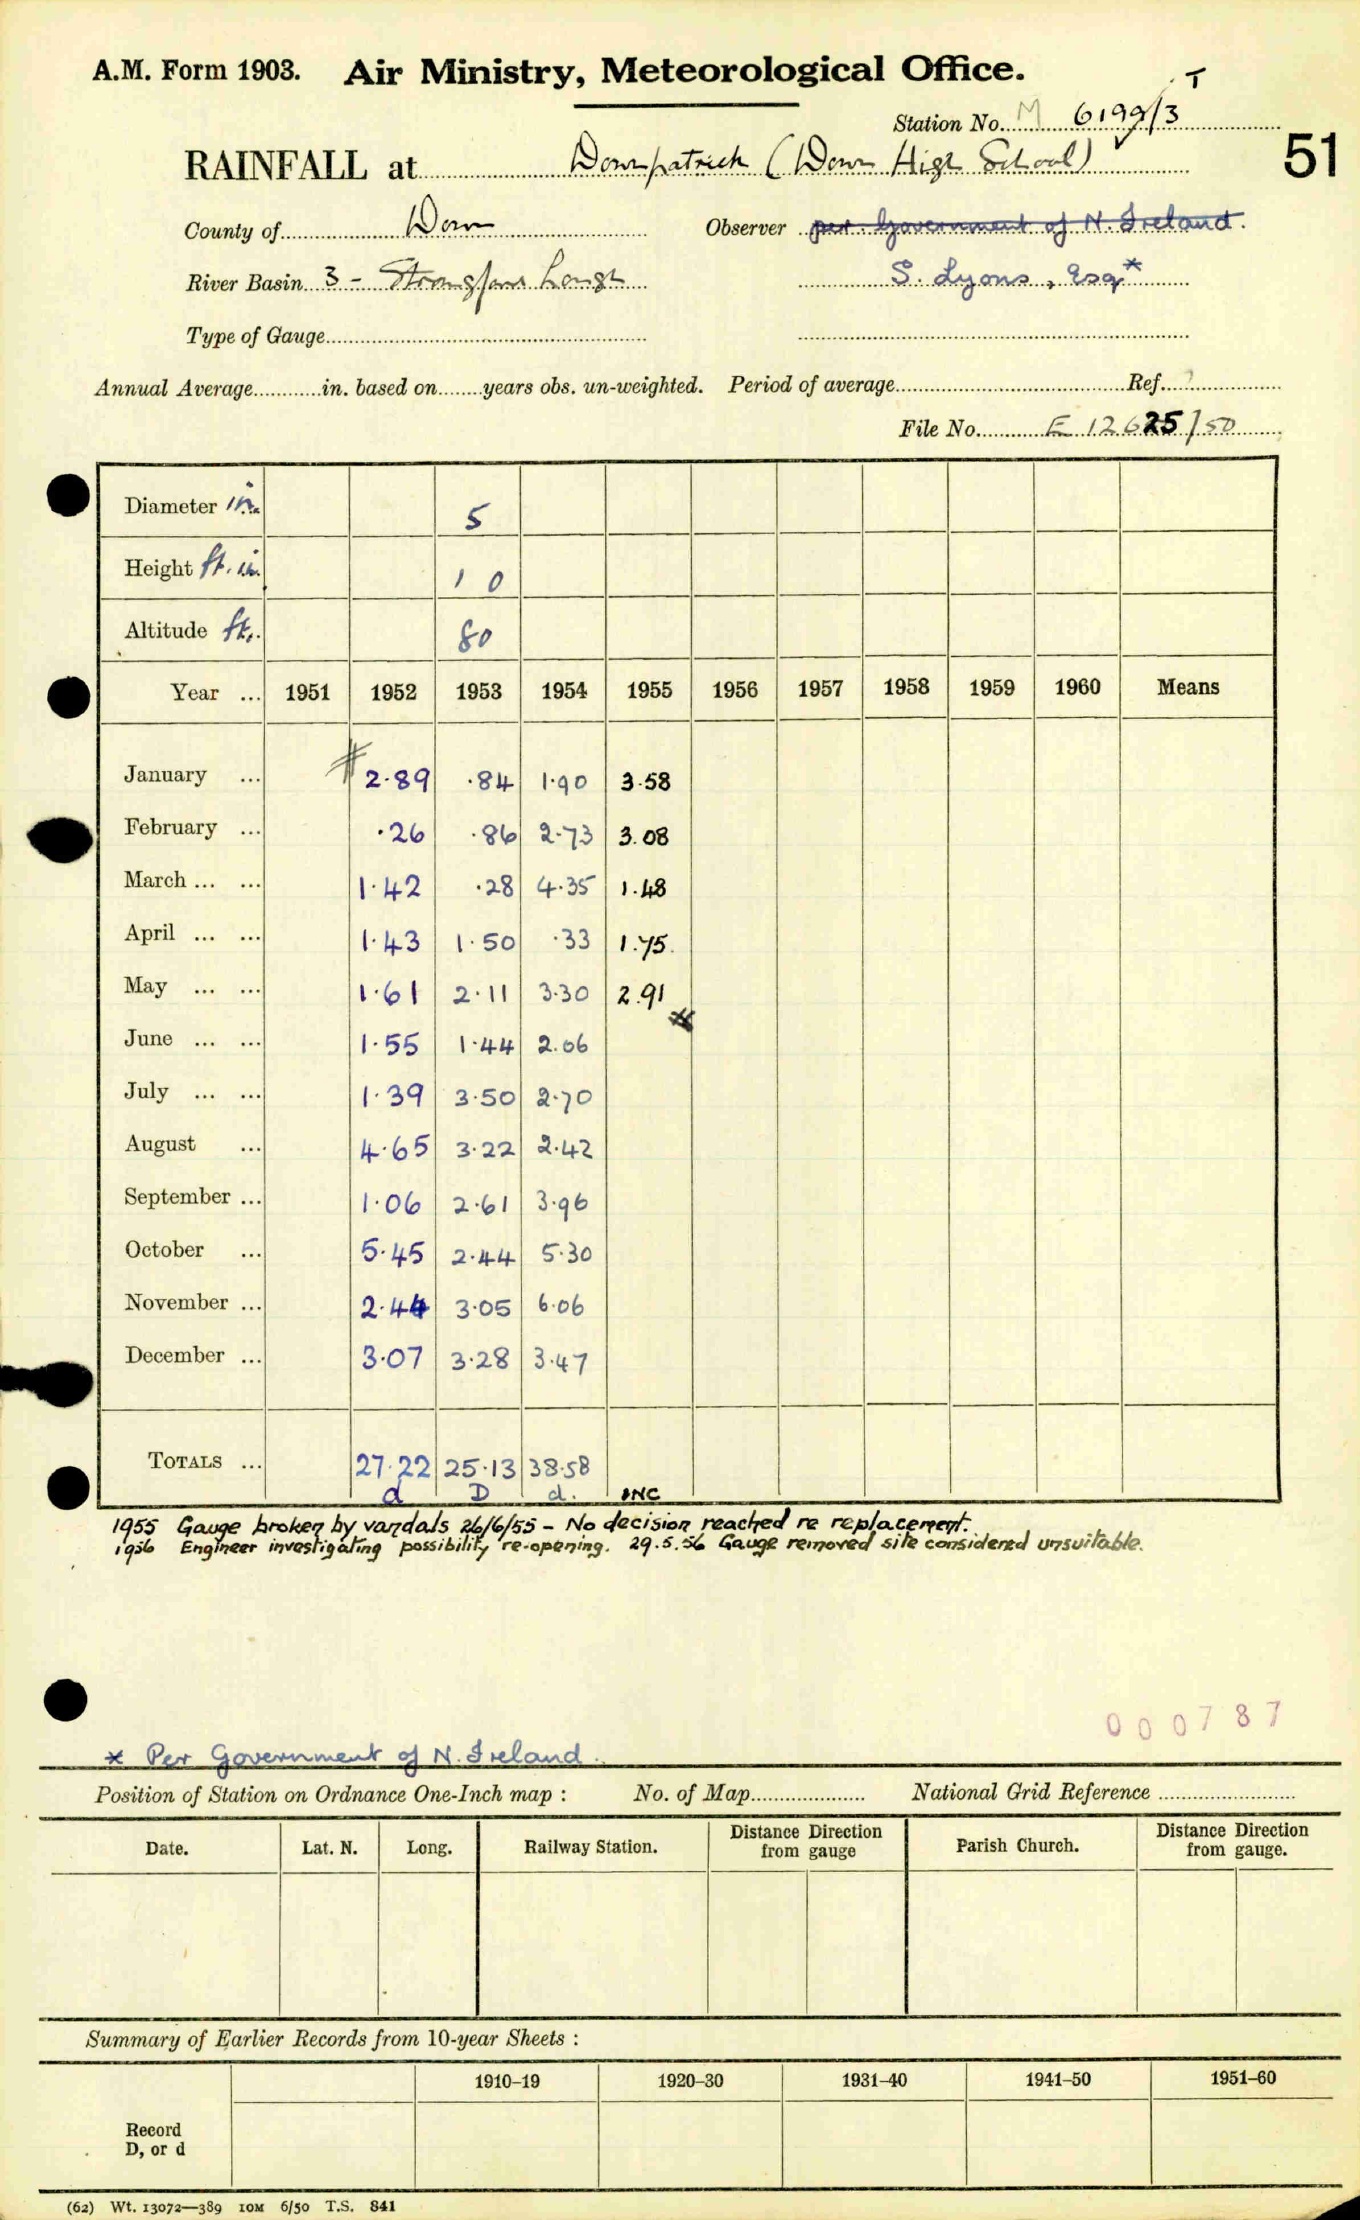 A.M. Form 1903. Air Ministry, Meteorological Office.
Station No. M 6199/3 T
RAINFALL at Downpatrick (Down High School)
51
County of Down
Observer per Government of N. Ireland.
River Basin 3 - Strangford Lough
S. Lyons, Esq*
Type of Gauge
Annual Average in. based on years obs. un-weighted. Period of average Ref.
File No. E 12625/50
Diameter in. 5
Height ft. in. 1 0
Altitude ft. 80
Year ... 1951 1952 1953 1954 1955 1956 1957 1958 1959 1960 Means
January ... # 2.89 .84 1.90 3.58
February ... .26 .86 2.73 3.08
March ... ... 1.42 .28 4.35 1.48
April ... ... 1.43 1.50 .33 1.75
May ... ... 1.61 2.11 3.30 2.91 #
June ... ... 1.55 1.44 2.06
July ... ... 1.39 3.50 2.70
August ... 4.65 3.22 2.42
September ... 1.06 2.61 3.96
October ... 5.45 2.44 5.30
November ... 2.44 3.05 6.06
December ... 3.07 3.28 3.47
TOTALS ... 27.22 25.13 38.58
d D d. INC
1955 Gauge broken by vandals 26/6/55 - No decision reached re replacement.
1956 Engineer investigating possibility re-opening. 29.5.56 Gauge removed site considered unsuitable.
000787
* Per Government of N. Ireland.
Position of Station on Ordnance One-Inch map : No. of Map National Grid Reference
Date. Lat. N. Long. Railway Station. Distance Direction from gauge Parish Church. Distance Direction from gauge.
Summary of Earlier Records from 10-year Sheets :
1910–19 1920–30 1931–40 1941–50 1951–60
Record
D, or d
(62) Wt. 13072—389 10M 6/50 T.S. 841